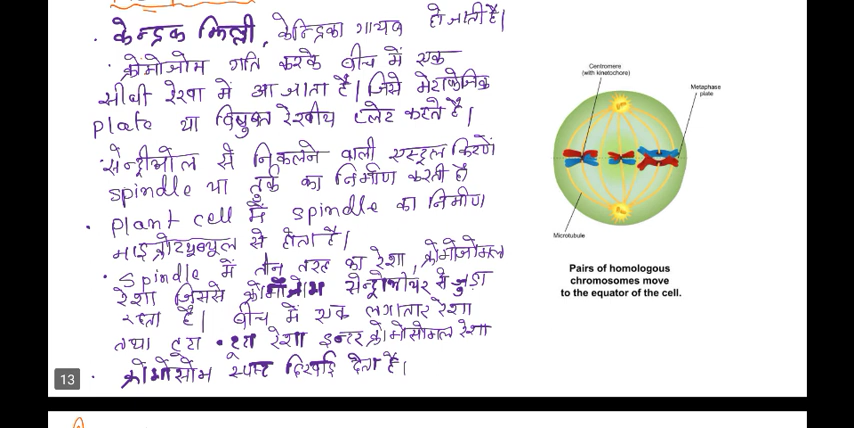 केन्द्रक झिल्ली, केन्द्रिका गायब हो जाती है।
क्रोमोजोम गति करके बीच में एक
सीधी रेखा में आ जाता है। जिसे मेटाफेजिक
plate या विषुवत रेखीय प्लेट कहते है।
सेन्ट्रीओल से निकलने वाली एस्ट्रल किरणें
spindle या तुर्क का निर्माण करती है
plant cell में spindle का निर्माण
माइक्रोट्यूब्यूल से होता है।
Spindle में तीन तरह का रेशा, क्रोमोजोमल
रेशा जिससे क्रोमोजोम सेन्ट्रोमीयर से जुड़ा
रहता है। बीच में एक लगातार रेशा
तथा टूटा टूटा रेशा इन्टर क्रोमोसोमल रेशा
क्रोमोसोम स्पष्ट दिखाई देता है।
13
Centromere
(with kinetochore)
Metaphase
plate
Microtubule
Pairs of homologous
chromosomes move
to the equator of the cell.